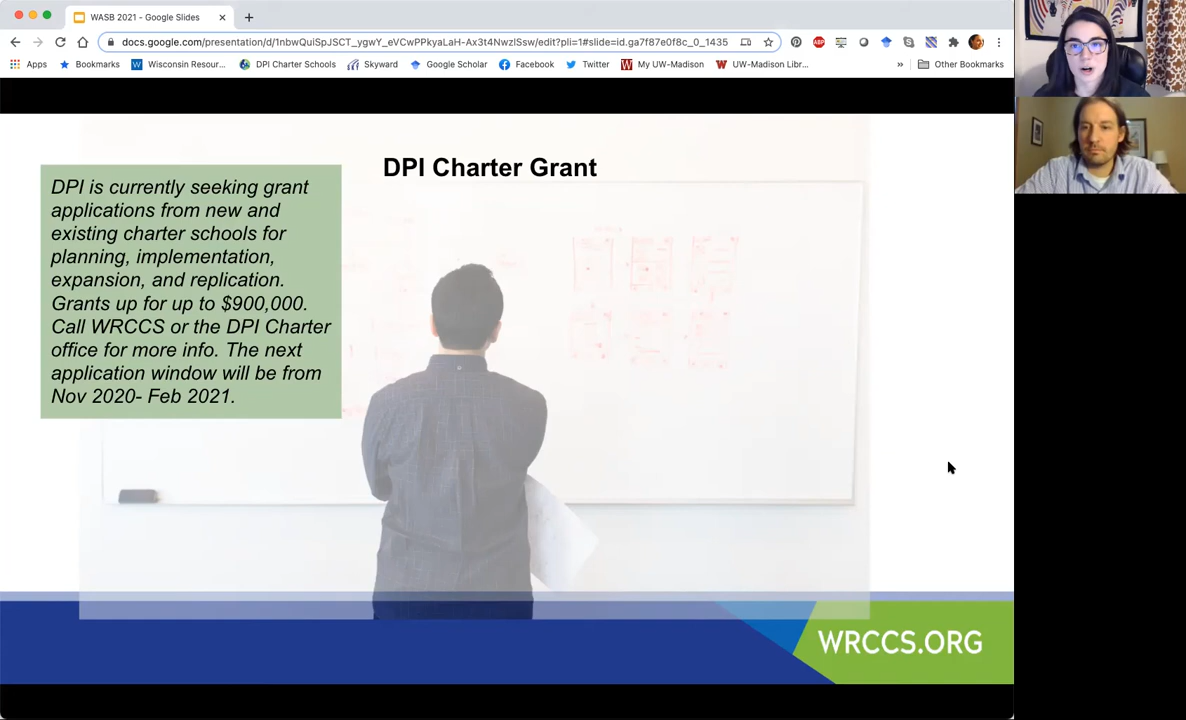 WASB 2021 - Google Slides
docs.google.com/presentation/d/1nbwQuiSpJSCT_ygwY_eVCwPPkyaLaH-Ax3t4NwzlSsw/edit?pli=1#slide=id.ga7f87e0f8c_0_1435
ABP
Apps
Bookmarks
Wisconsin Resour...
DPI Charter Schools
Skyward
Google Scholar
Facebook
Twitter
My UW-Madison
UW-Madison Libr...
»
Other Bookmarks
DPI Charter Grant
DPI is currently seeking grant
applications from new and
existing charter schools for
planning, implementation,
expansion, and replication.
Grants up for up to $900,000.
Call WRCCS or the DPI Charter
office for more info. The next
application window will be from
Nov 2020- Feb 2021.
WRCCS.ORG